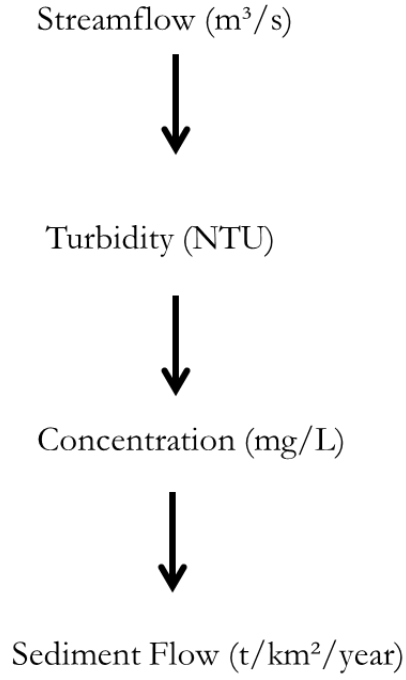 Streamflow (m³/s)
Turbidity (NTU)
Concentration (mg/L)
Sediment Flow (t/km²/year)